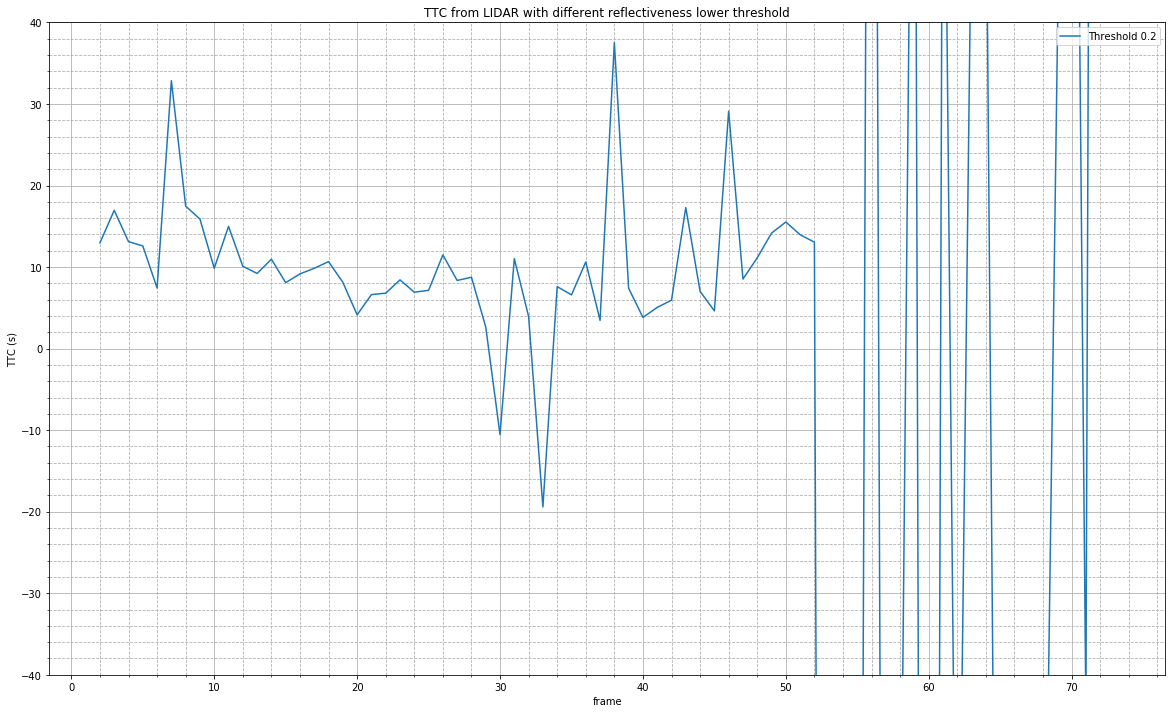 TTC from LIDAR with different reflectiveness lower threshold
Threshold 0.2
TTC (s)
40
30
20
10
0
−10
−20
−30
−40
0 10 20 30 40 50 60 70
frame